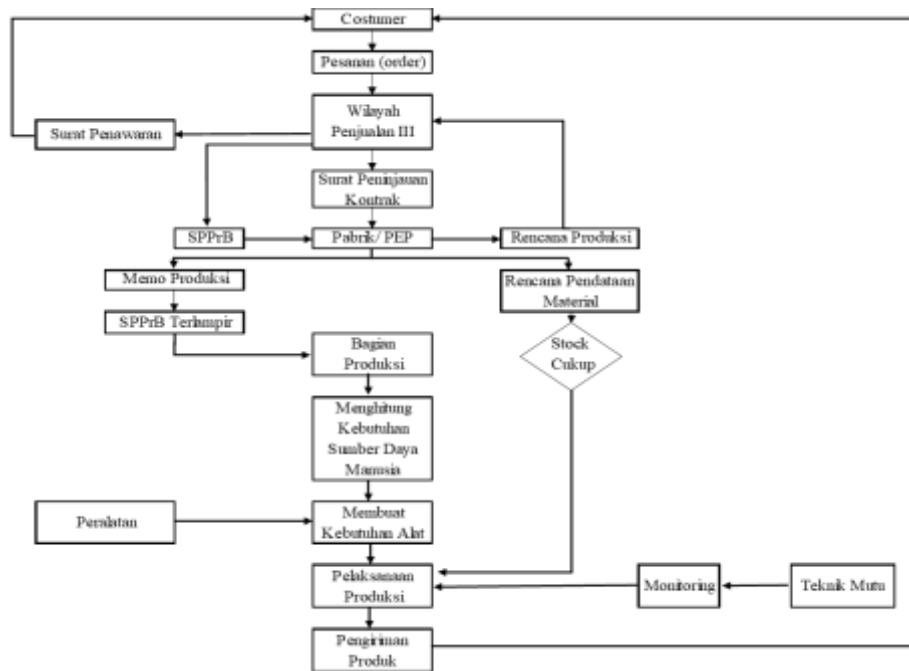 Costumer
Pesanan (order)
Wilayah
Penjualan III
Surat Penawaran
Surat Peninjauan
Kontrak
SPPrB
Pabrik/ PEP
Rencana Produksi
Memo Produksi
Rencana Pendataan
Material
SPPrB Terlampir
Bagian
Produksi
Stock
Cukup
Menghitung
Kebutuhan
Sumber Daya
Manusia
Peralatan
Membuat
Kebutuhan Alat
Pelaksanaan
Produksi
Monitoring
Teknik Mutu
Pengiriman
Produk